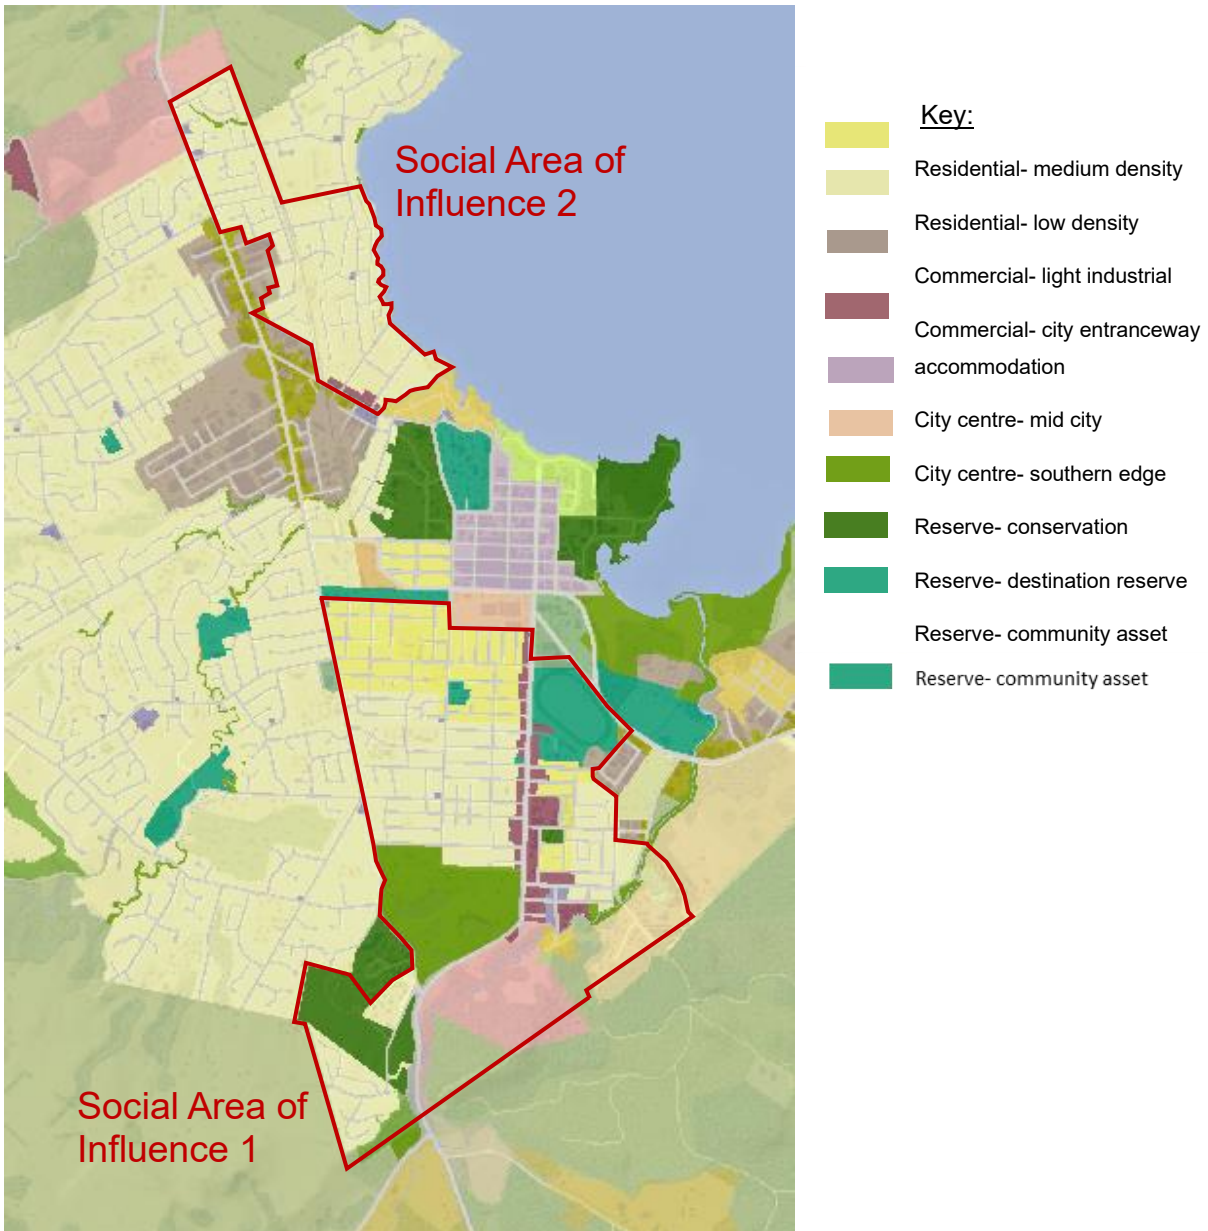 Social Area of
Influence 2
Social Area of
Influence 1
Key:
Residential- medium density
Residential- low density
Commercial- light industrial
Commercial- city entranceway
accommodation
City centre- mid city
City centre- southern edge
Reserve- conservation
Reserve- destination reserve
Reserve- community asset
Reserve- community asset